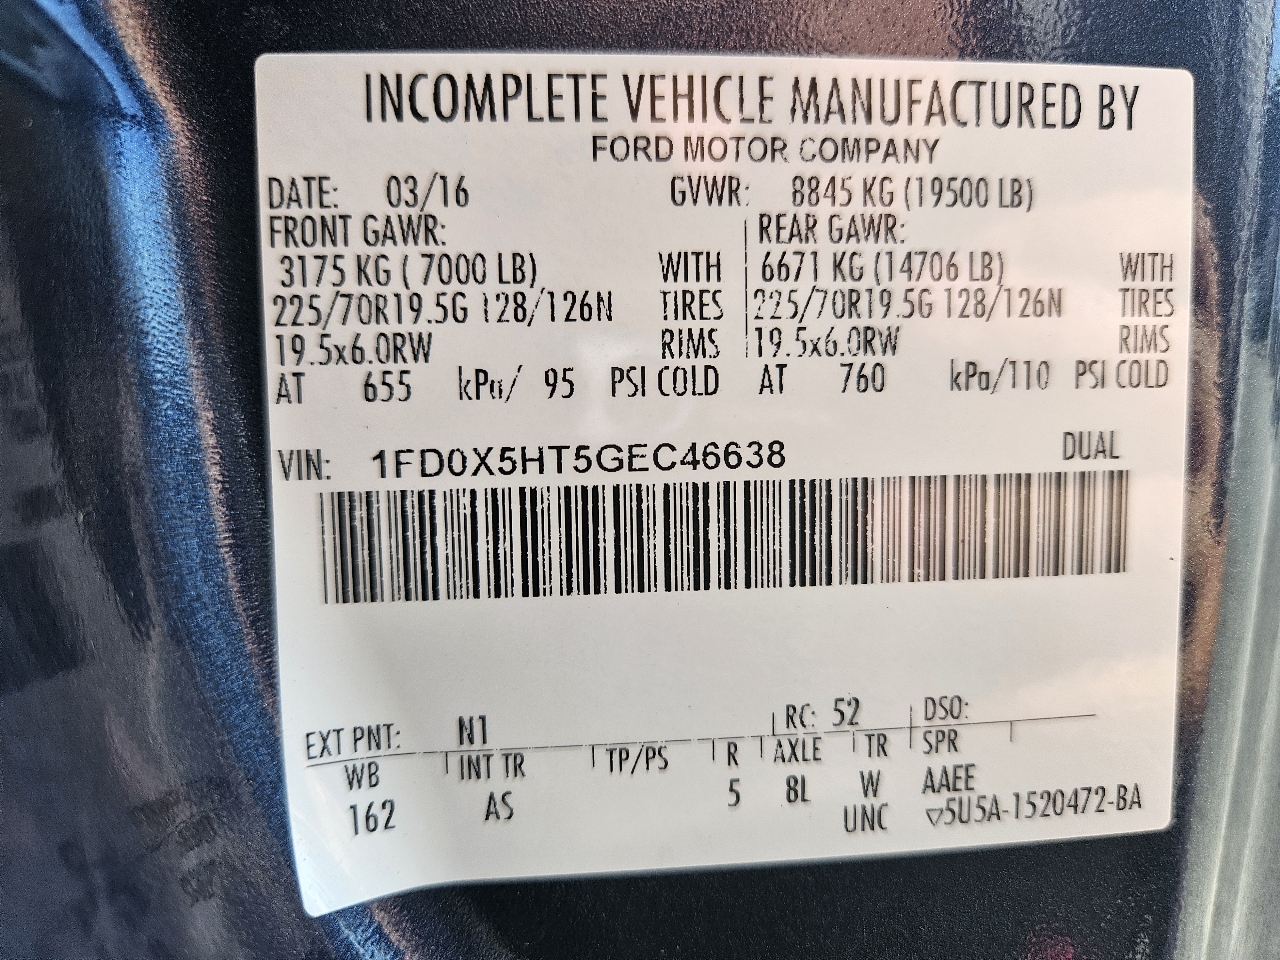 INCOMPLETE VEHICLE MANUFACTURED BY
FORD MOTOR COMPANY
DATE: 03/16 GVWR: 8845 KG (19500 LB)
FRONT GAWR: REAR GAWR:
3175 KG ( 7000 LB) WITH 6671 KG (14706 LB) WITH
225/70R19.5G 128/126N TIRES 225/70R19.5G 128/126N TIRES
19.5x6.0RW RIMS 19.5x6.0RW RIMS
AT 655 kPa/ 95 PSI COLD AT 760 kPa/110 PSI COLD
VIN: 1FD0X5HT5GEC46638 DUAL
EXT PNT: N1 RC: 52 DSO:
WB INT TR TP/PS R AXLE TR SPR
162 AS 5 8L W AAEE
UNC ▽5U5A-1520472-BA